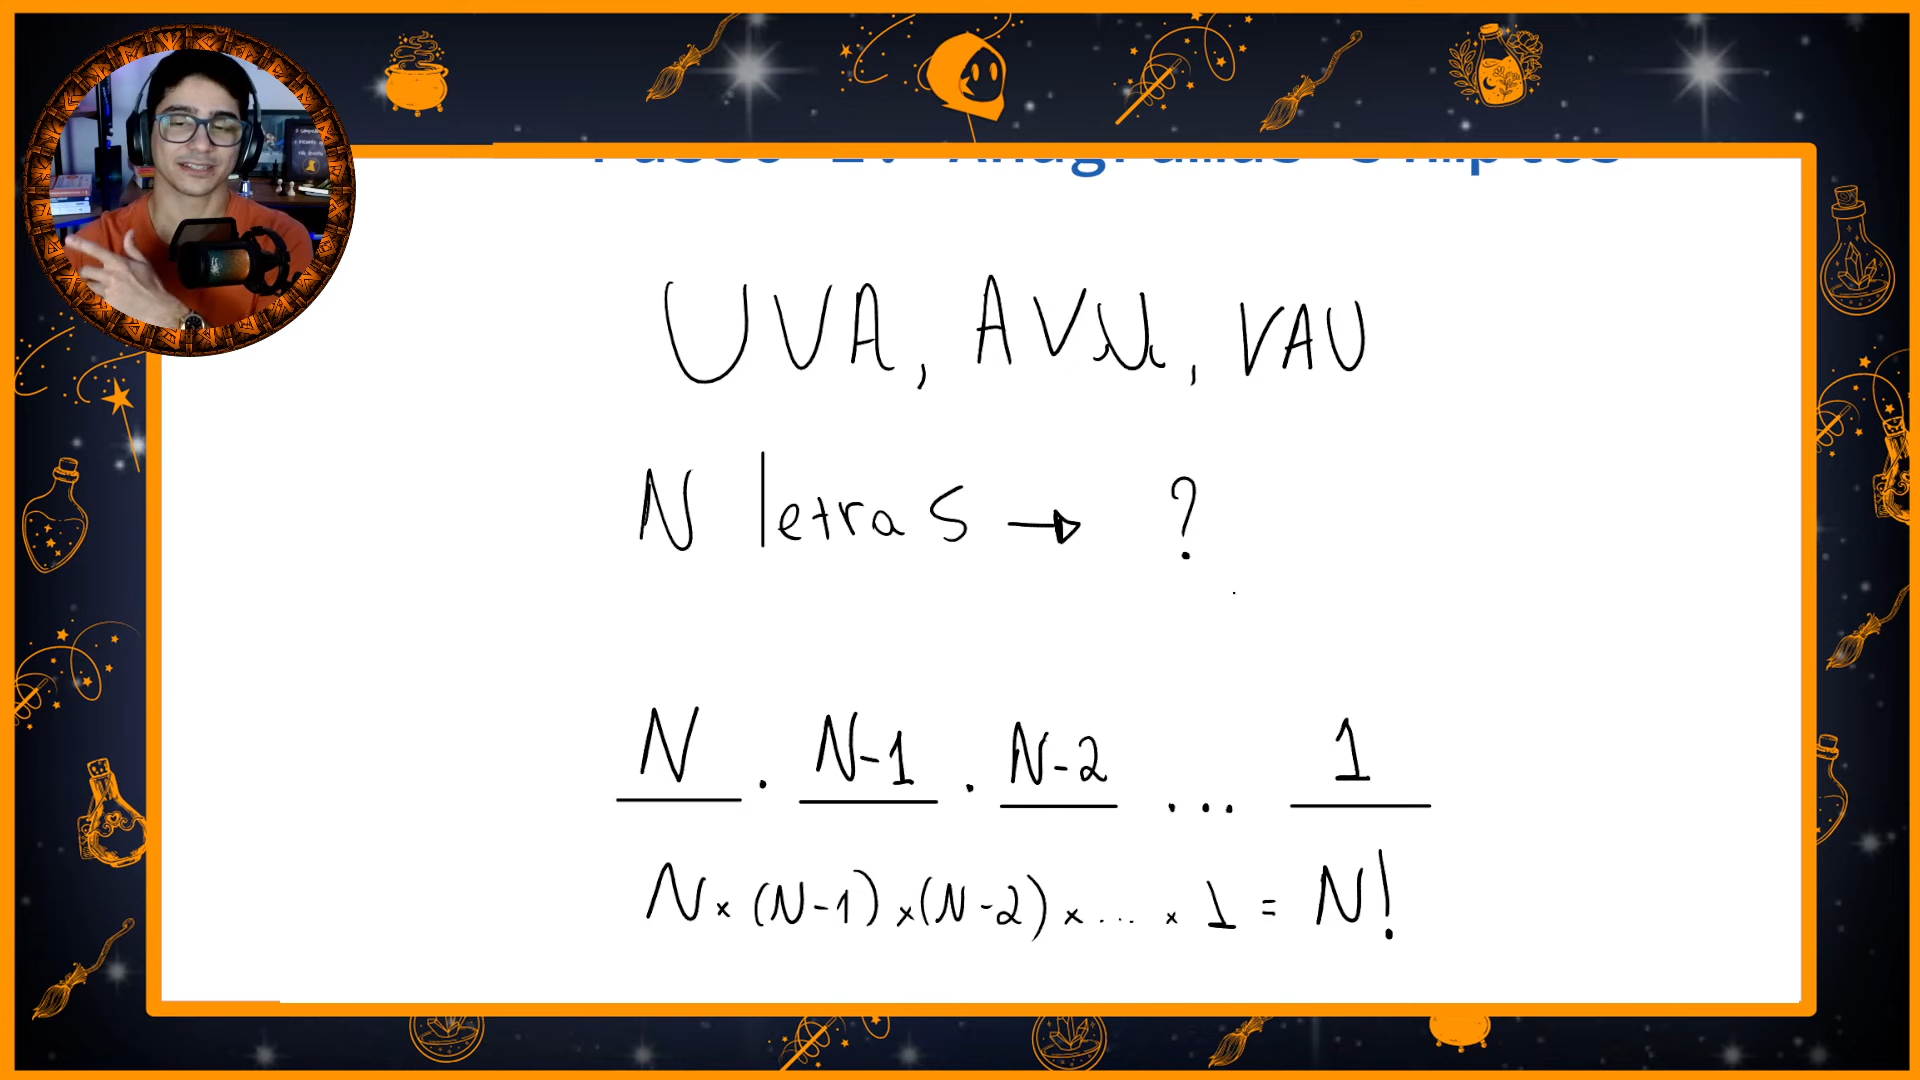 UVA, AVU, VAU
N letras → ?
N . N-1 . N-2 ... 1
N x (N-1) x (N-2) x ... x 1 = N!